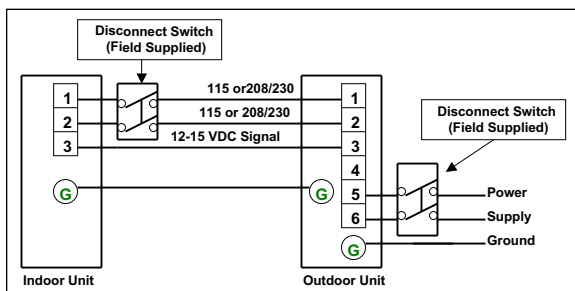 Disconnect Switch
(Field Supplied)
115 or208/230
1
1
115 or 208/230
2
2
12-15 VDC Signal
3
3
Disconnect Switch
(Field Supplied)
4
G
G
5
Power
6
Supply
G
Ground
Indoor Unit
Outdoor Unit